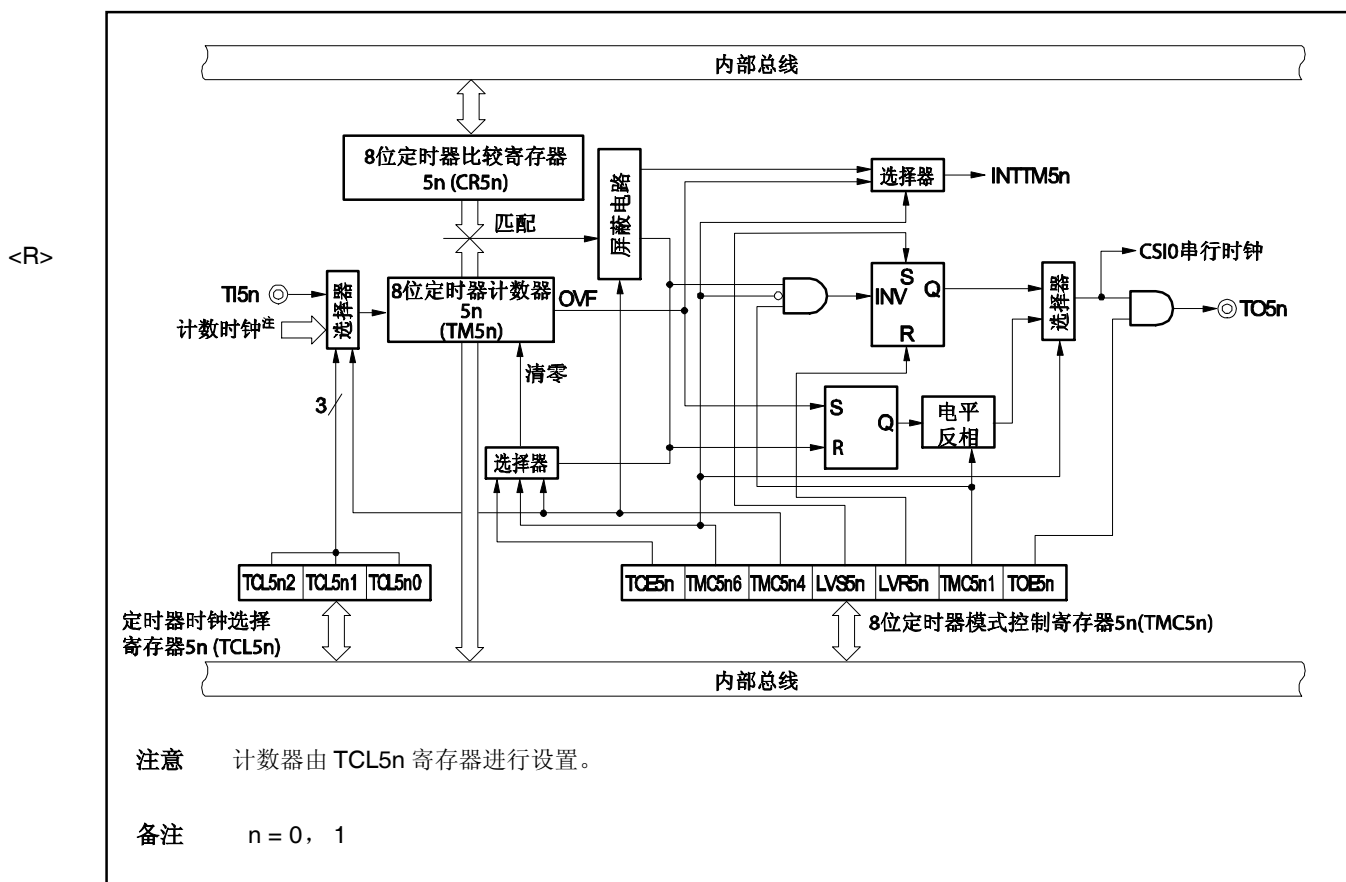 内部总线
8位定时器比较寄存器
5n (CR5n)
屏蔽电路
选择器
INTTM5n
匹配
<R>
CSI0串行时钟
TI5n
选择器
8位定时器计数器
5n
(TM5n)
OVF
计数时钟注
S
INV
Q
R
选择器
TO5n
清零
3
S
Q
R
电平
反相
选择器
TCL5n2 TCL5n1 TCL5n0
TCE5n TMC5n6 TMC5n4 LVS5n LVR5n TMC5n1 TOE5n
定时器时钟选择
寄存器5n (TCL5n)
8位定时器模式控制寄存器5n(TMC5n)
内部总线
注意 计数器由 TCL5n 寄存器进行设置。
备注 n = 0， 1